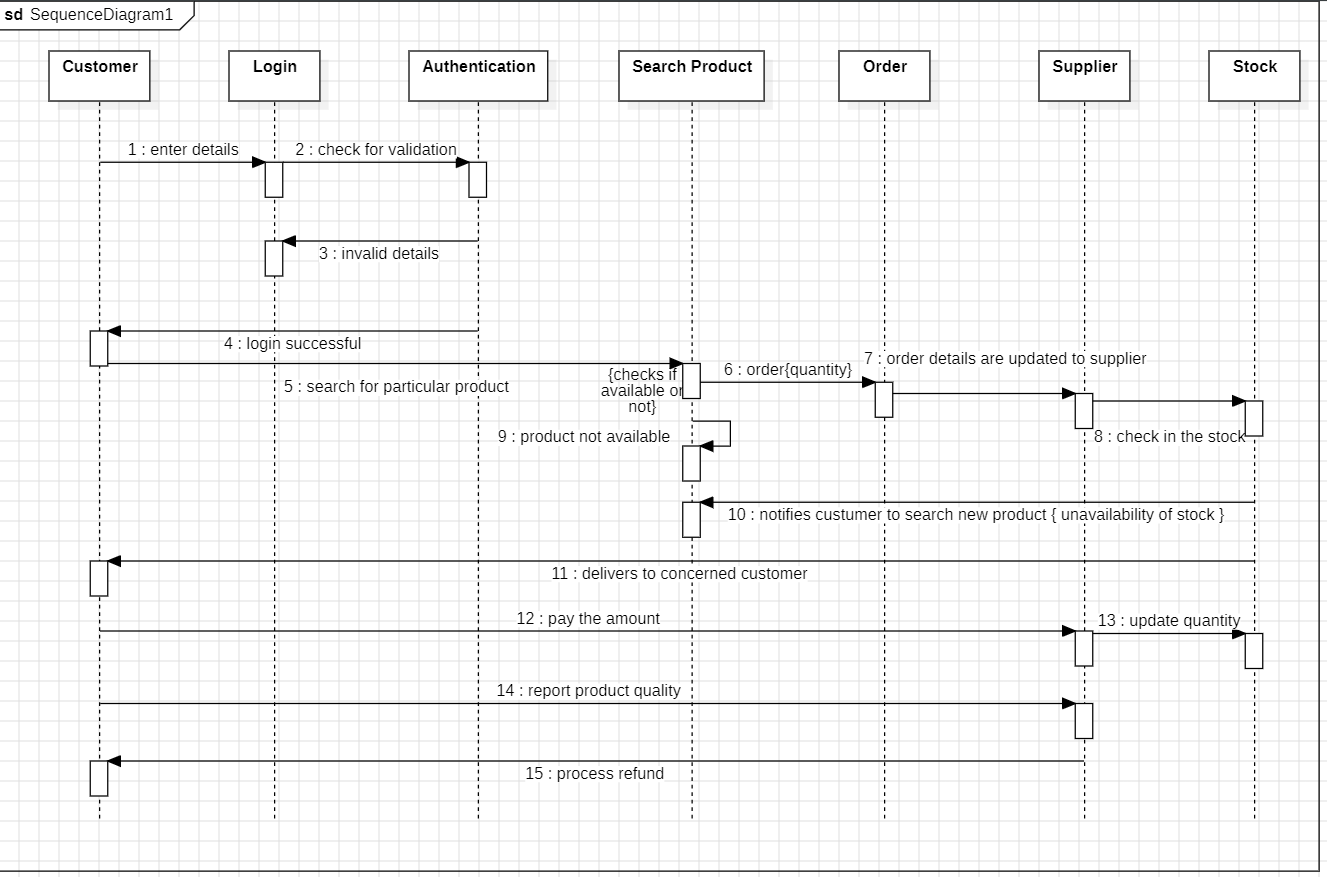 sd SequenceDiagram1
Customer
Login
Authentication
Search Product
Order
Supplier
Stock
1 : enter details
2 : check for validation
3 : invalid details
4 : login successful
5 : search for particular product
{checks if
available or
not}
6 : order{quantity}
7 : order details are updated to supplier
8 : check in the stock
9 : product not available
10 : notifies custumer to search new product { unavailability of stock }
11 : delivers to concerned customer
12 : pay the amount
13 : update quantity
14 : report product quality
15 : process refund